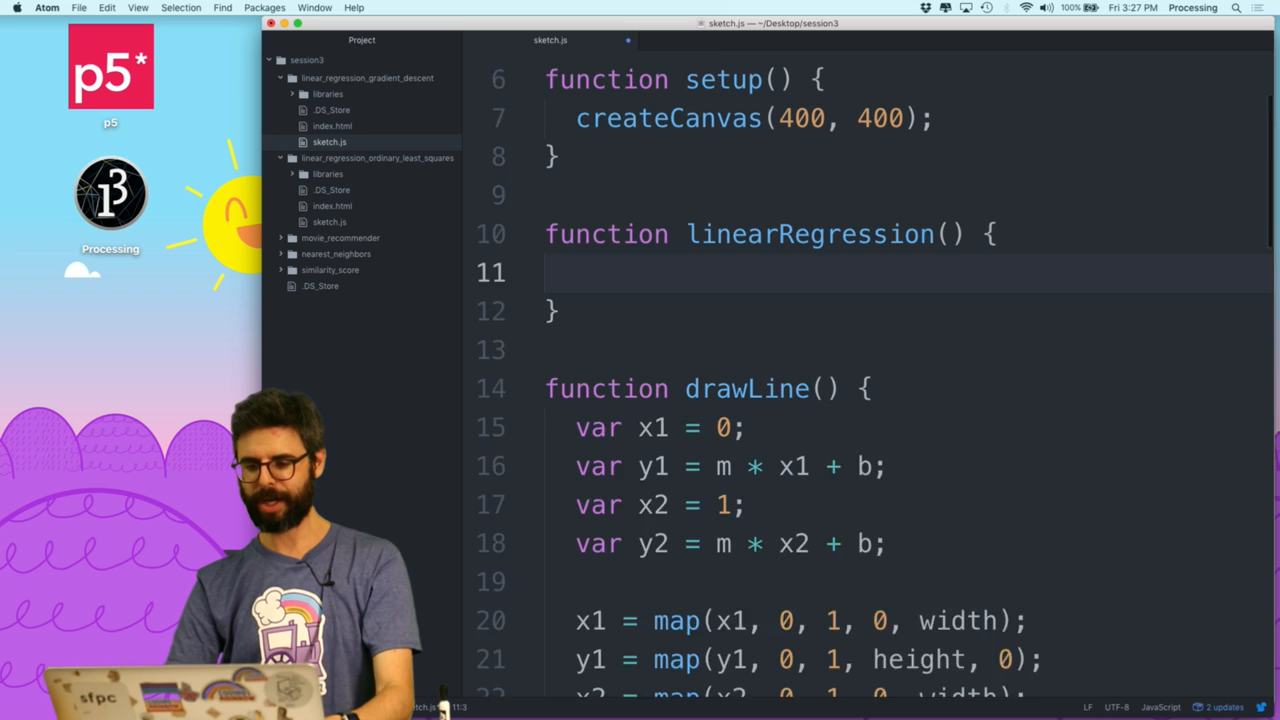 Atom File Edit View Selection Find Packages Window Help
100% Fri 3:27 PM Processing
sketch.js — ~/Desktop/session3
p5*
p5
Processing
Project
session3
linear_regression_gradient_descent
libraries
.DS_Store
index.html
sketch.js
linear_regression_ordinary_least_squares
libraries
.DS_Store
index.html
sketch.js
movie_recommender
nearest_neighbors
similarity_score
.DS_Store
sketch.js
6 function setup() {
7 createCanvas(400, 400);
8 }
9
10 function linearRegression() {
11
12 }
13
14 function drawLine() {
15 var x1 = 0;
16 var y1 = m * x1 + b;
17 var x2 = 1;
18 var y2 = m * x2 + b;
19
20 x1 = map(x1, 0, 1, 0, width);
21 y1 = map(y1, 0, 1, height, 0);
22 x2 = map(x2, 0, 1, 0, width);
11:3
LF UTF-8 JavaScript 2 updates
sfpc